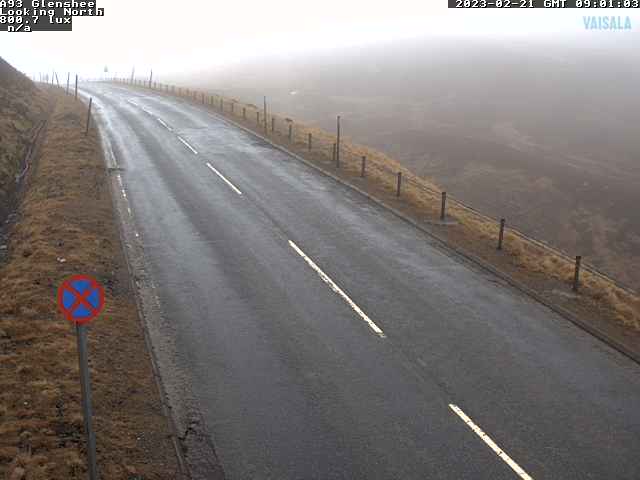 A93 Glenshee
2023-02-21 GMT 09:01:03
Looking North
VAISALA
800.7 lux
n/a